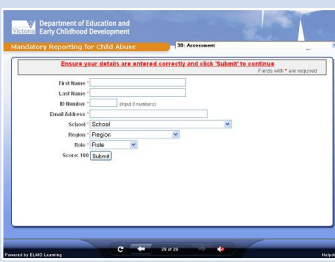 Victoria
Department of Education and
Early Childhood Development
Mandatory Reporting for Child Abuse
30: Assessment
Ensure your details are entered correctly and click 'Submit' to continue
Fields with * are required
First Name *
Last Name *
ID Number * (Input 8 numbers)
Email Address *
School * School
Region * Region
Role * Role
Score: 100 Submit
29 of 29
Powered by ELMO Learning